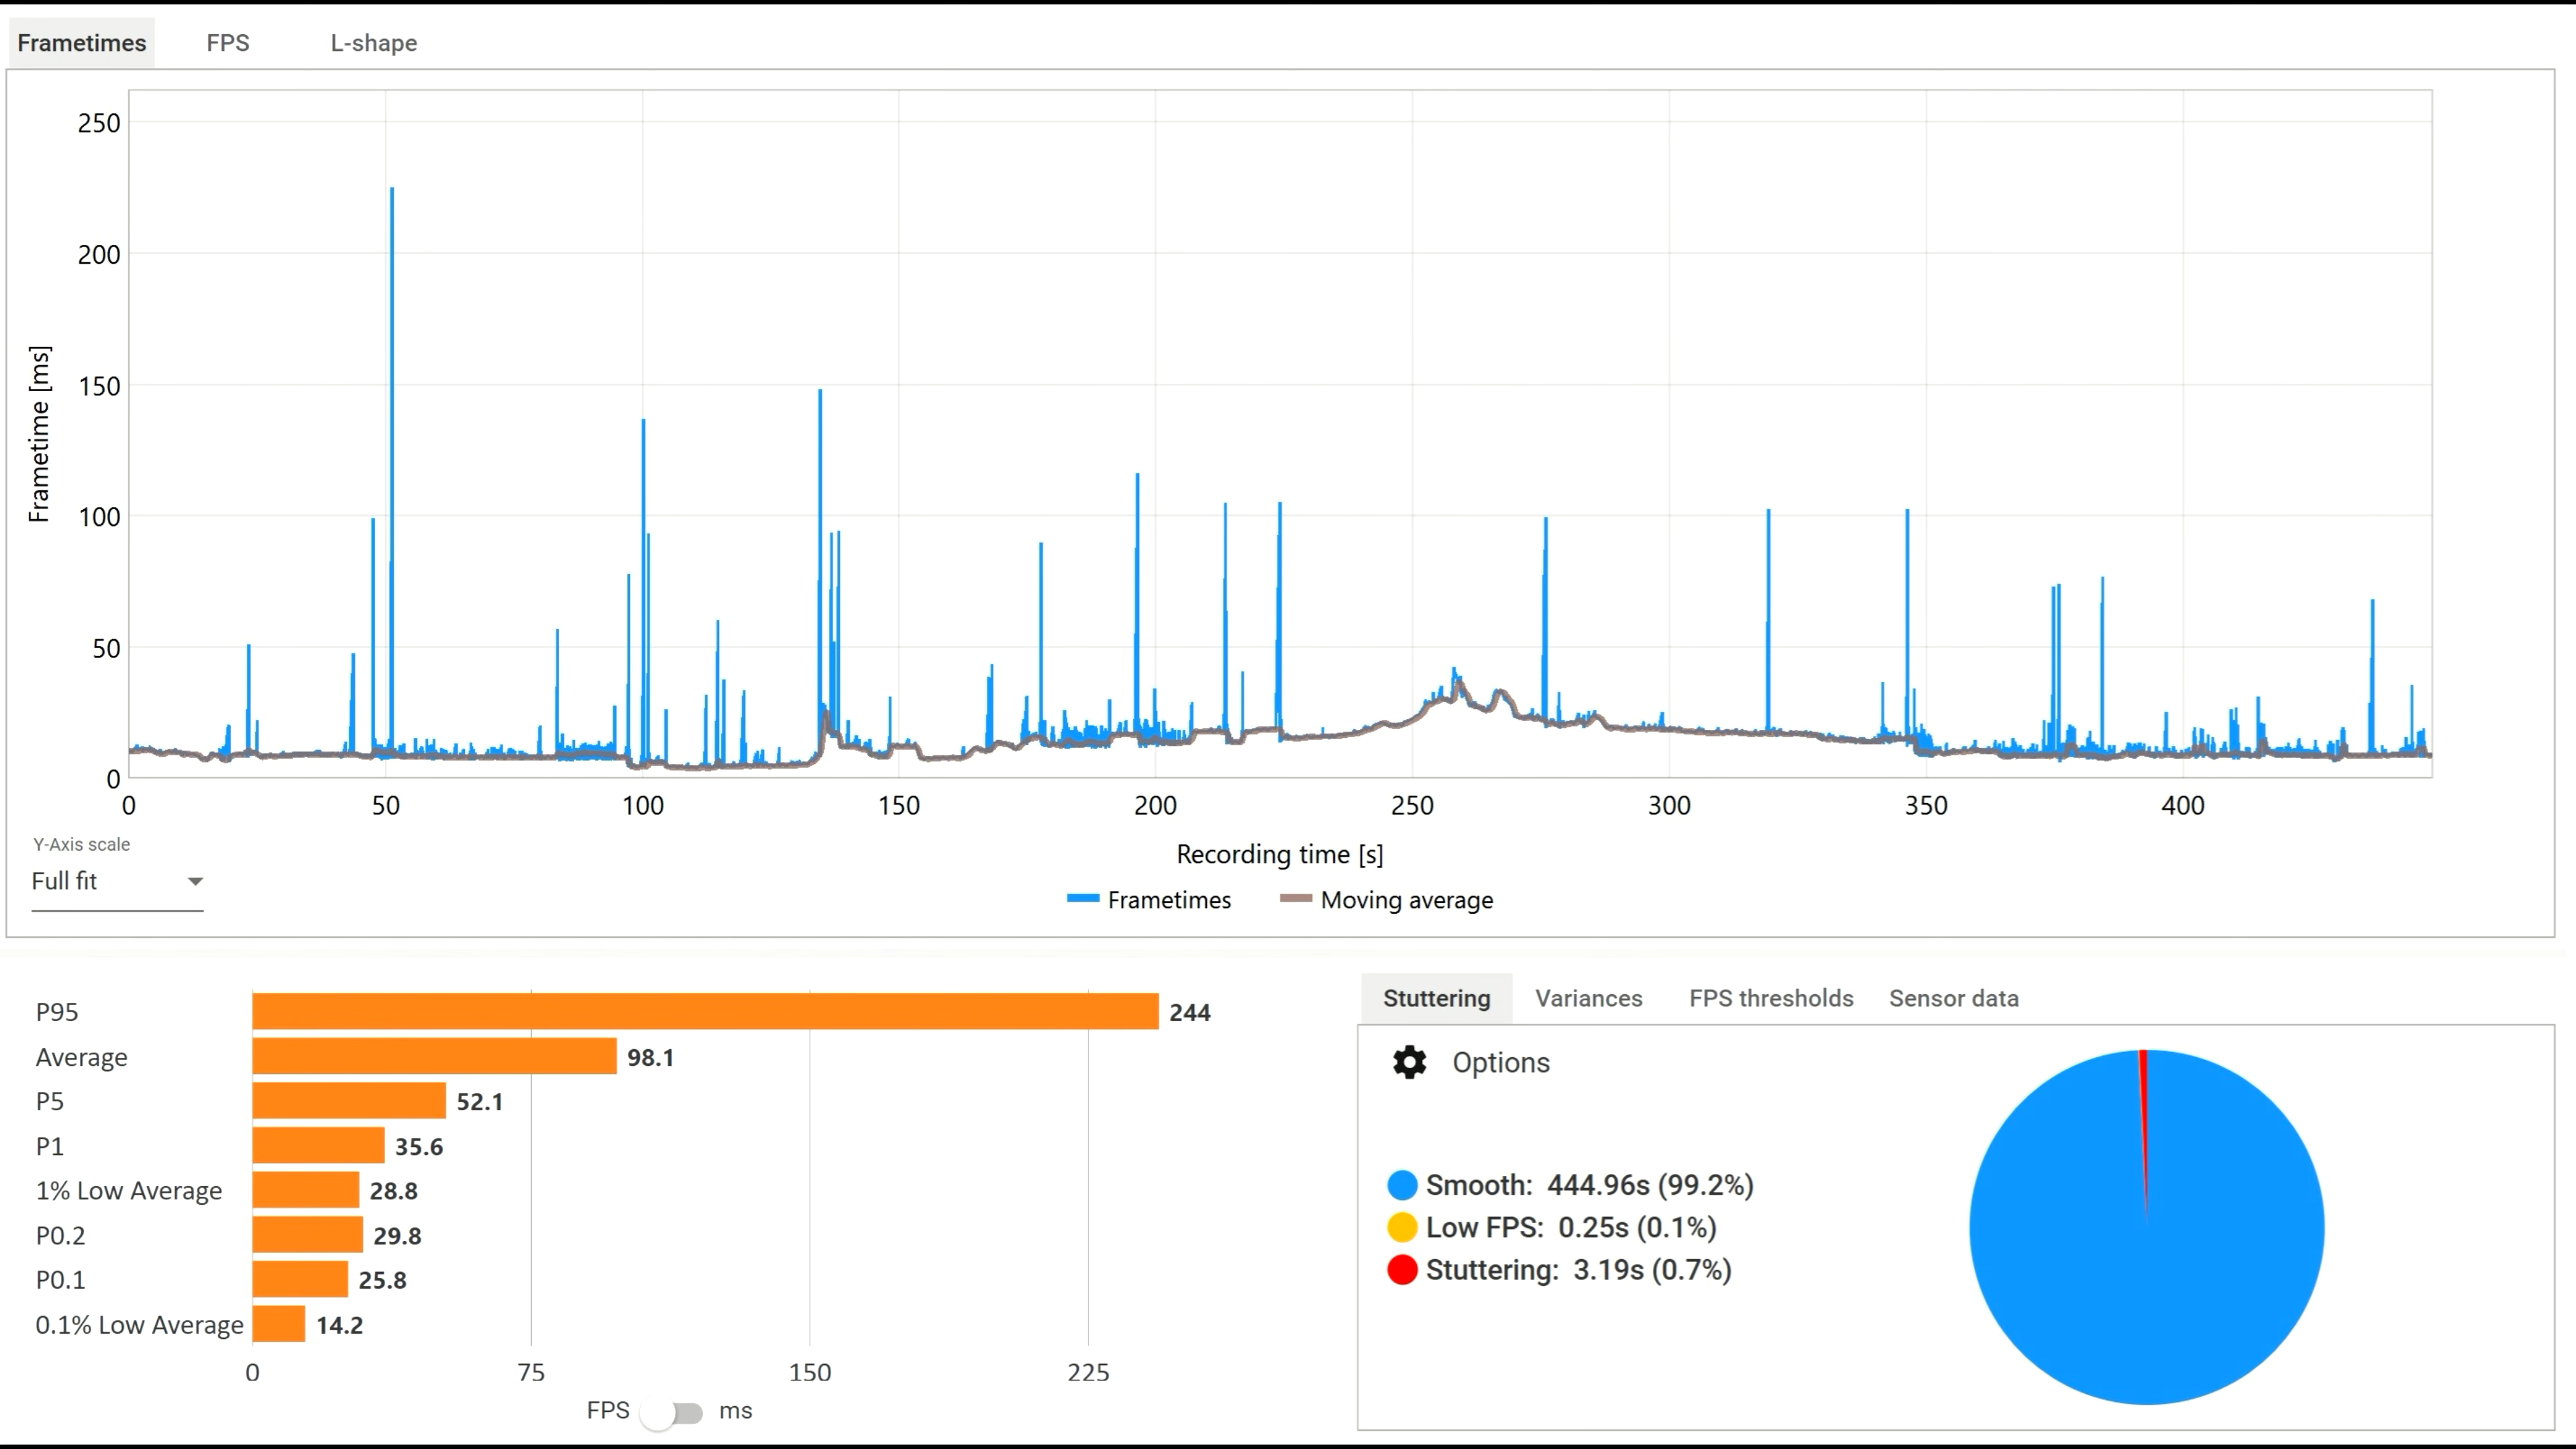 Frametimes FPS L-shape
250
200
150
100
50
0
Frametime [ms]
0 50 100 150 200 250 300 350 400
Y-Axis scale
Full fit
Recording time [s]
Frametimes Moving average
P95 244
Average 98.1
P5 52.1
P1 35.6
1% Low Average 28.8
P0.2 29.8
P0.1 25.8
0.1% Low Average 14.2
0 75 150 225
FPS ms
Stuttering Variances FPS thresholds Sensor data
Options
Smooth: 444.96s (99.2%)
Low FPS: 0.25s (0.1%)
Stuttering: 3.19s (0.7%)